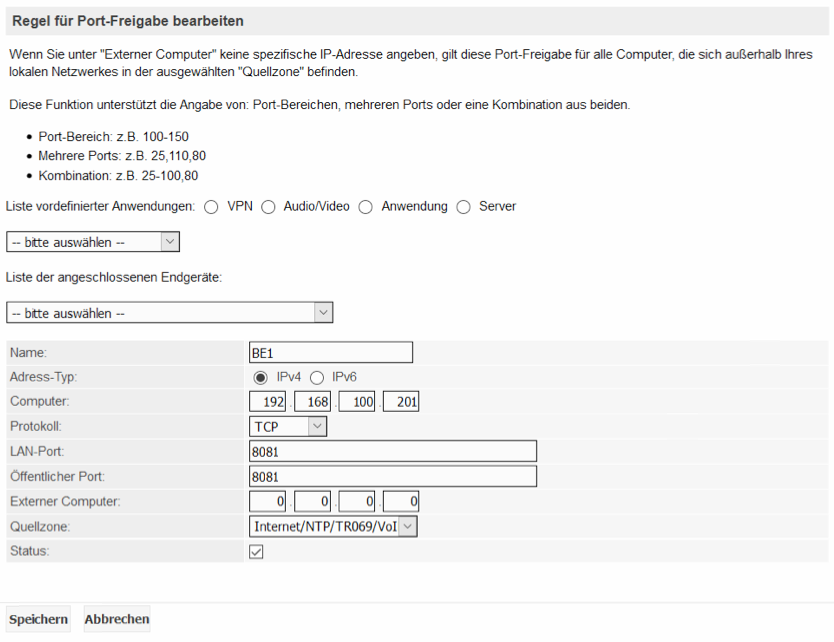 Regel für Port-Freigabe bearbeiten
Wenn Sie unter "Externer Computer" keine spezifische IP-Adresse angeben, gilt diese Port-Freigabe für alle Computer, die sich außerhalb Ihres
lokalen Netzwerkes in der ausgewählten "Quellzone" befinden.
Diese Funktion unterstützt die Angabe von: Port-Bereichen, mehreren Ports oder eine Kombination aus beiden.
• Port-Bereich: z.B. 100-150
• Mehrere Ports: z.B. 25,110,80
• Kombination: z.B. 25-100,80
Liste vordefinierter Anwendungen: VPN Audio/Video Anwendung Server
-- bitte auswählen --
Liste der angeschlossenen Endgeräte:
-- bitte auswählen --
Name: BE1
Adress-Typ: IPv4 IPv6
Computer: 192 . 168 . 100 . 201
Protokoll: TCP
LAN-Port: 8081
Öffentlicher Port: 8081
Externer Computer: 0 . 0 . 0 . 0
Quellzone: Internet/NTP/TR069/VoI
Status:
Speichern Abbrechen